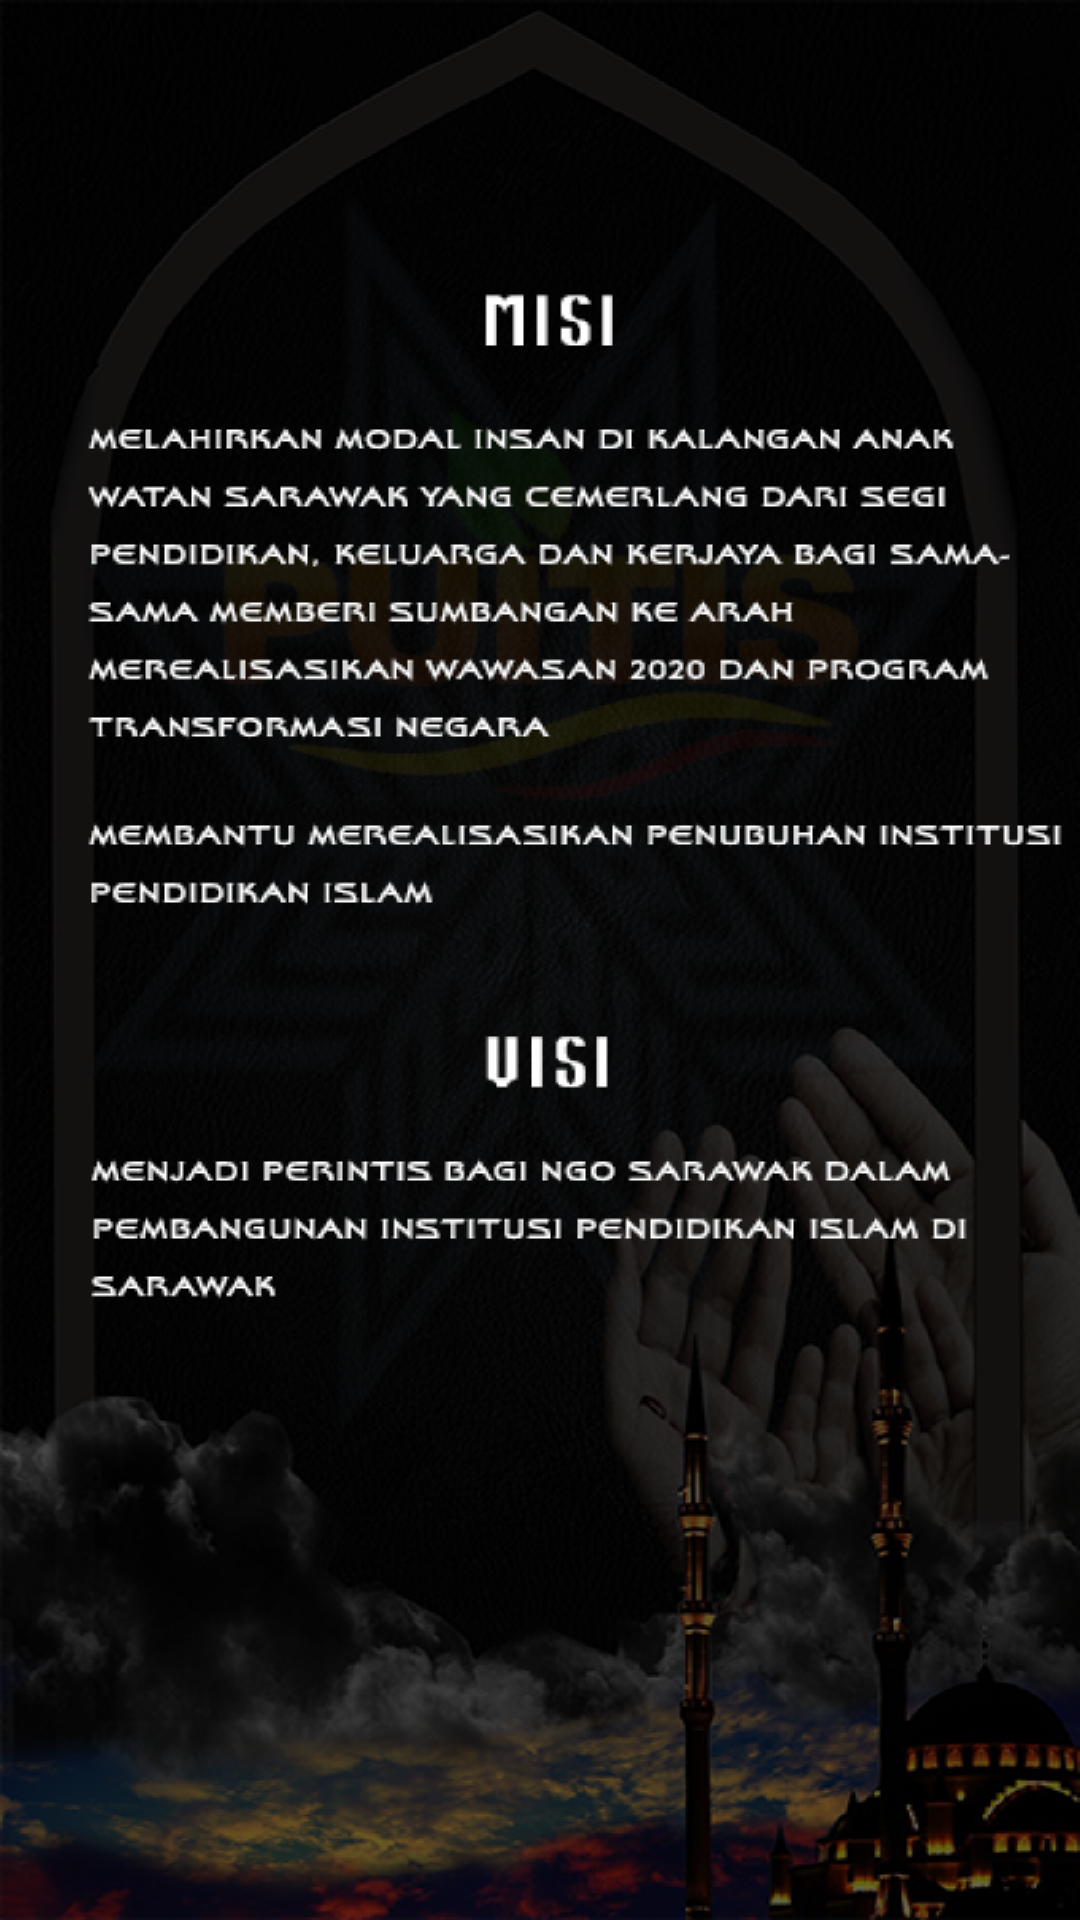 MISI
MELAHIRKAN MODAL INSAN DI KALANGAN ANAK
WATAN SARAWAK YANG CEMERLANG DARI SEGI
PENDIDIKAN, KELUARGA DAN KERJAYA BAGI SAMA-
SAMA MEMBERI SUMBANGAN KE ARAH
PUITIS
MEREALISASIKAN WAWASAN 2020 DAN PROGRAM
TRANSFORMASI NEGARA
MEMBANTU MEREALISASIKAN PENUBUHAN INSTITUSI
PENDIDIKAN ISLAM
VISI
MENJADI PERINTIS BAGI NGO SARAWAK DALAM
PEMBANGUNAN INSTITUSI PENDIDIKAN ISLAM DI
SARAWAK